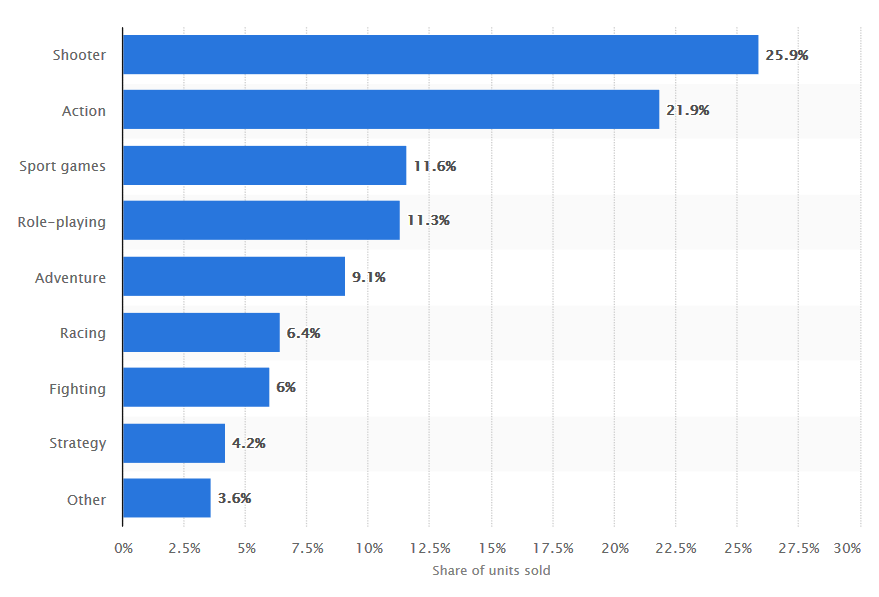 Shooter 25.9%
Action 21.9%
Sport games 11.6%
Role-playing 11.3%
Adventure 9.1%
Racing 6.4%
Fighting 6%
Strategy 4.2%
Other 3.6%
0% 2.5% 5% 7.5% 10% 12.5% 15% 17.5% 20% 22.5% 25% 27.5% 30%
Share of units sold